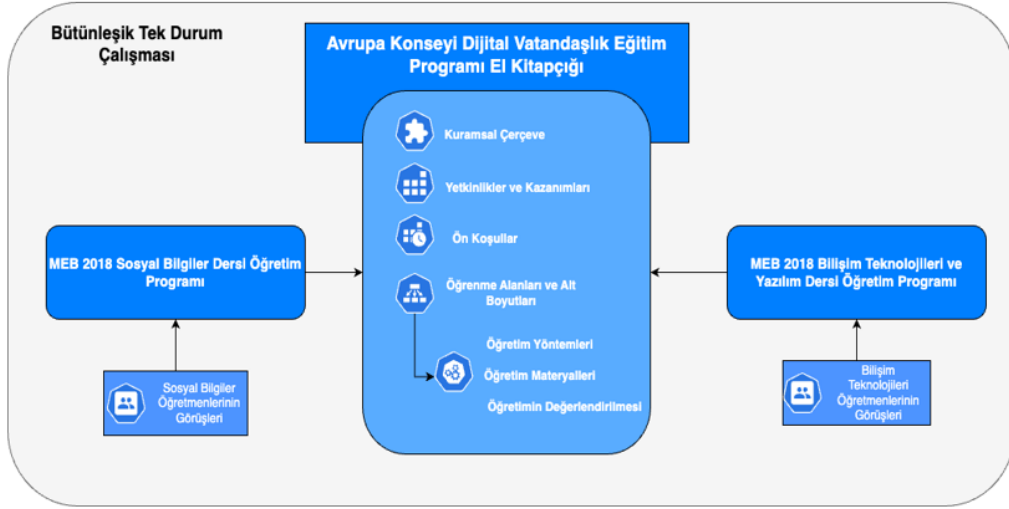 Bütünleşik Tek Durum
Çalışması
Avrupa Konseyi Dijital Vatandaşlık Eğitim
Programı El Kitapçığı
Kuramsal Çerçeve
Yetkinlikler ve Kazanımları
Ön Koşullar
Öğrenme Alanları ve Alt
Boyutları
Öğretim Yöntemleri
Öğretim Materyalleri
Öğretimin Değerlendirilmesi
MEB 2018 Sosyal Bilgiler Dersi Öğretim
Programı
Sosyal Bilgiler
Öğretmenlerinin
Görüşleri
MEB 2018 Bilişim Teknolojileri ve
Yazılım Dersi Öğretim Programı
Bilişim
Teknolojileri
Öğretmenlerinin
Görüşleri